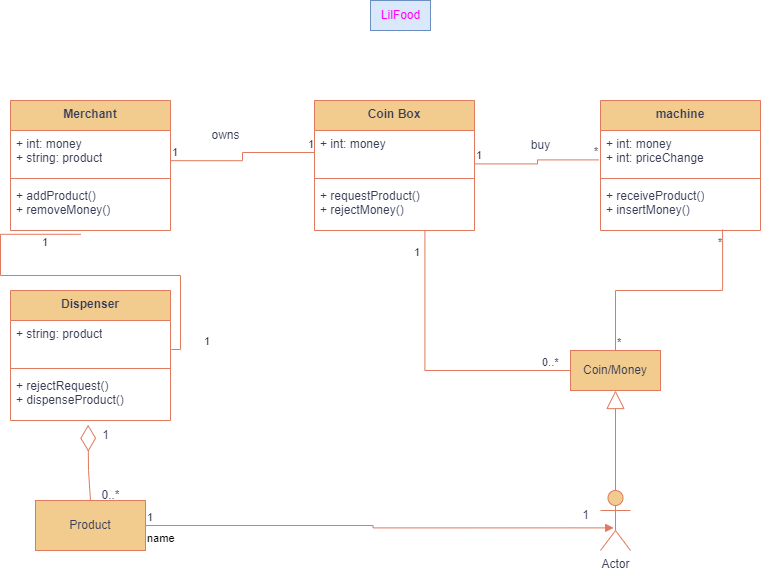 LilFood
Merchant
+ int: money
+ string: product
+ addProduct()
+ removeMoney()
1
owns
1
Coin Box
+ int: money
+ requestProduct()
+ rejectMoney()
1
buy
*
machine
+ int: money
+ int: priceChange
+ receiveProduct()
+ insertMoney()
1
1
*
Dispenser
+ string: product
+ rejectRequest()
+ dispenseProduct()
1
*
0..*
Coin/Money
1
0..*
Product
1
name
1
Actor